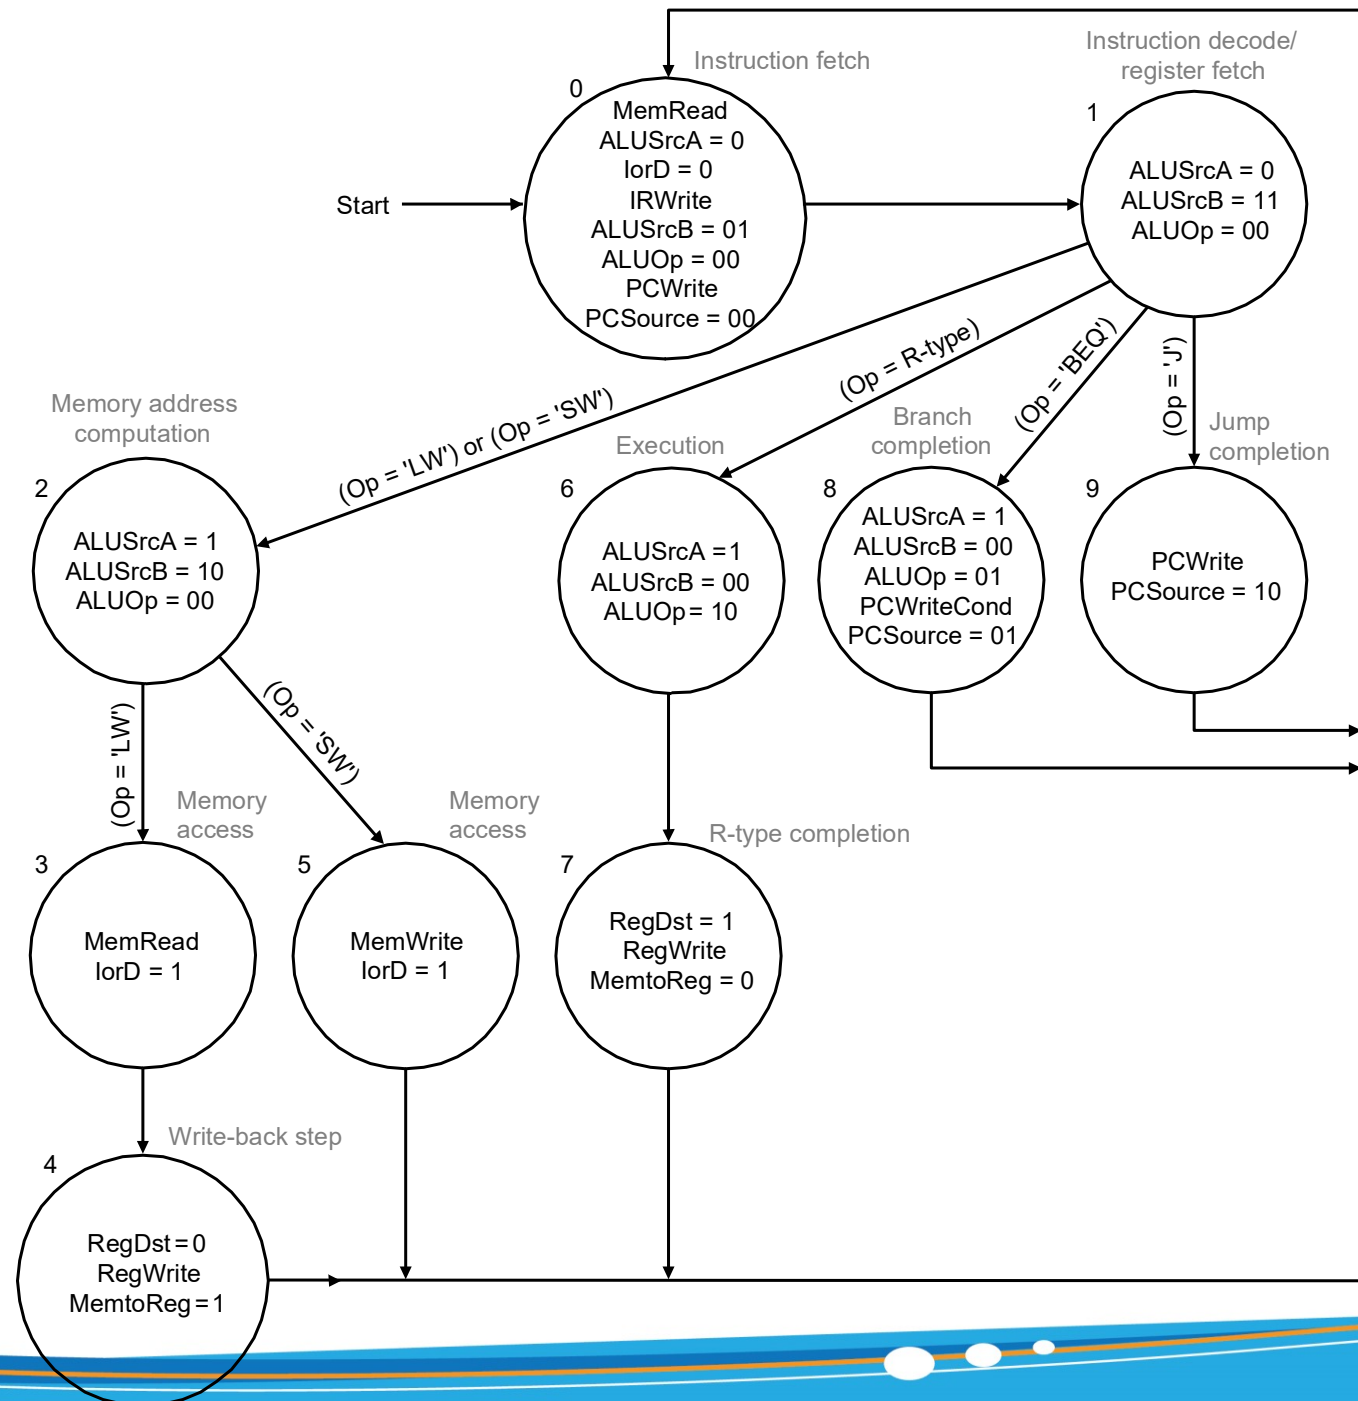 Instruction fetch
0
MemRead
ALUSrcA = 0
IorD = 0
IRWrite
ALUSrcB = 01
ALUOp = 00
PCWrite
PCSource = 00
Start
Instruction decode/
register fetch
1
ALUSrcA = 0
ALUSrcB = 11
ALUOp = 00
(Op = 'LW') or (Op = 'SW')
(Op = R-type)
(Op = 'BEQ')
(Op = 'J')
Memory address
computation
2
ALUSrcA = 1
ALUSrcB = 10
ALUOp = 00
Execution
6
ALUSrcA =1
ALUSrcB = 00
ALUOp= 10
Branch
completion
8
ALUSrcA = 1
ALUSrcB = 00
ALUOp = 01
PCWriteCond
PCSource = 01
Jump
completion
9
PCWrite
PCSource = 10
(Op = 'LW')
(Op = 'SW')
Memory
access
3
MemRead
IorD = 1
Memory
access
5
MemWrite
IorD = 1
R-type completion
7
RegDst = 1
RegWrite
MemtoReg = 0
Write-back step
4
RegDst=0
RegWrite
MemtoReg=1